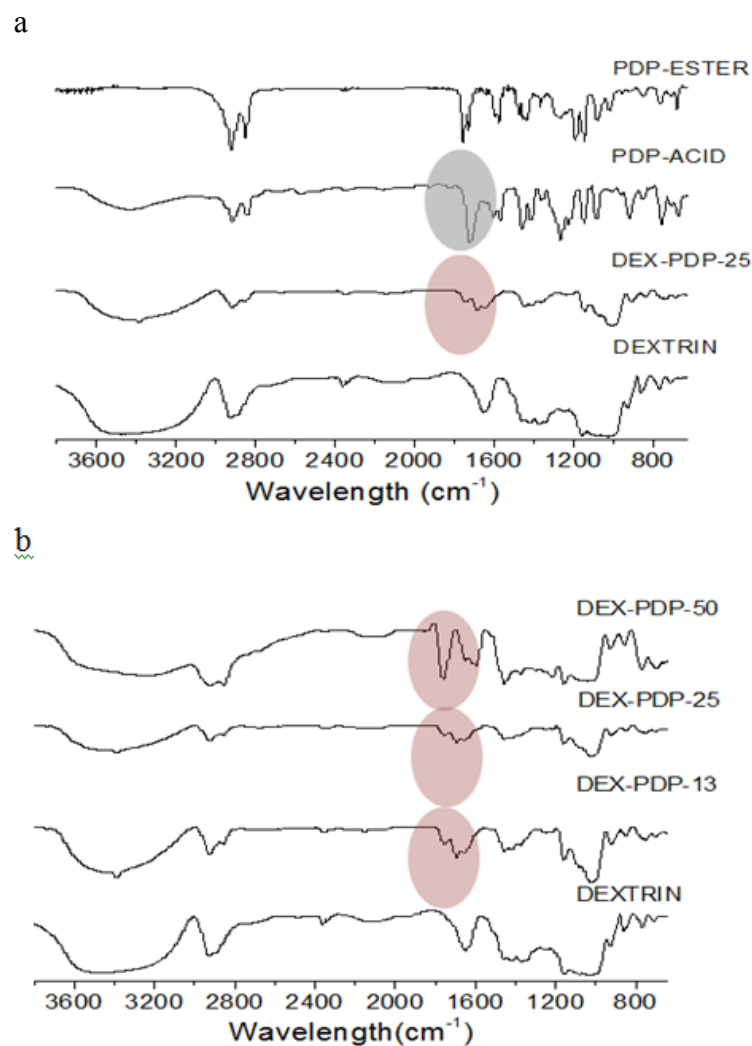 a
PDP-ESTER
PDP-ACID
DEX-PDP-25
DEXTRIN
3600 3200 2800 2400 2000 1600 1200 800
Wavelength (cm⁻¹)
b
DEX-PDP-50
DEX-PDP-25
DEX-PDP-13
DEXTRIN
3600 3200 2800 2400 2000 1600 1200 800
Wavelength(cm⁻¹)